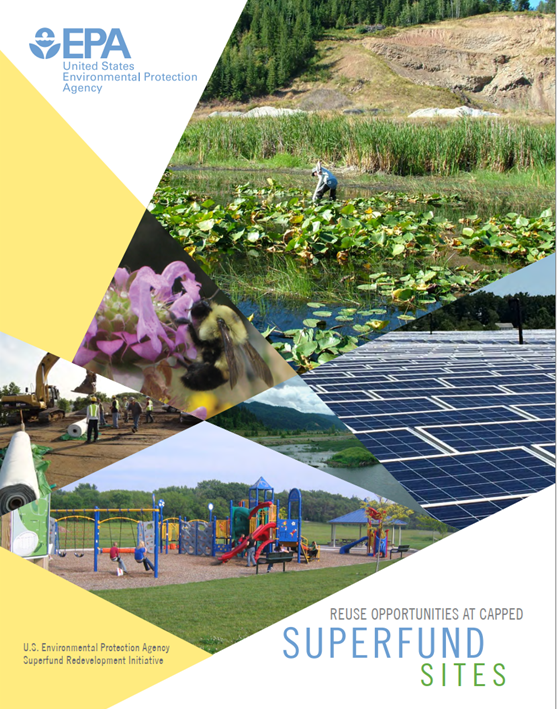 EPA
United States
Environmental Protection
Agency
REUSE OPPORTUNITIES AT CAPPED
SUPERFUND
SITES
U.S. Environmental Protection Agency
Superfund Redevelopment Initiative